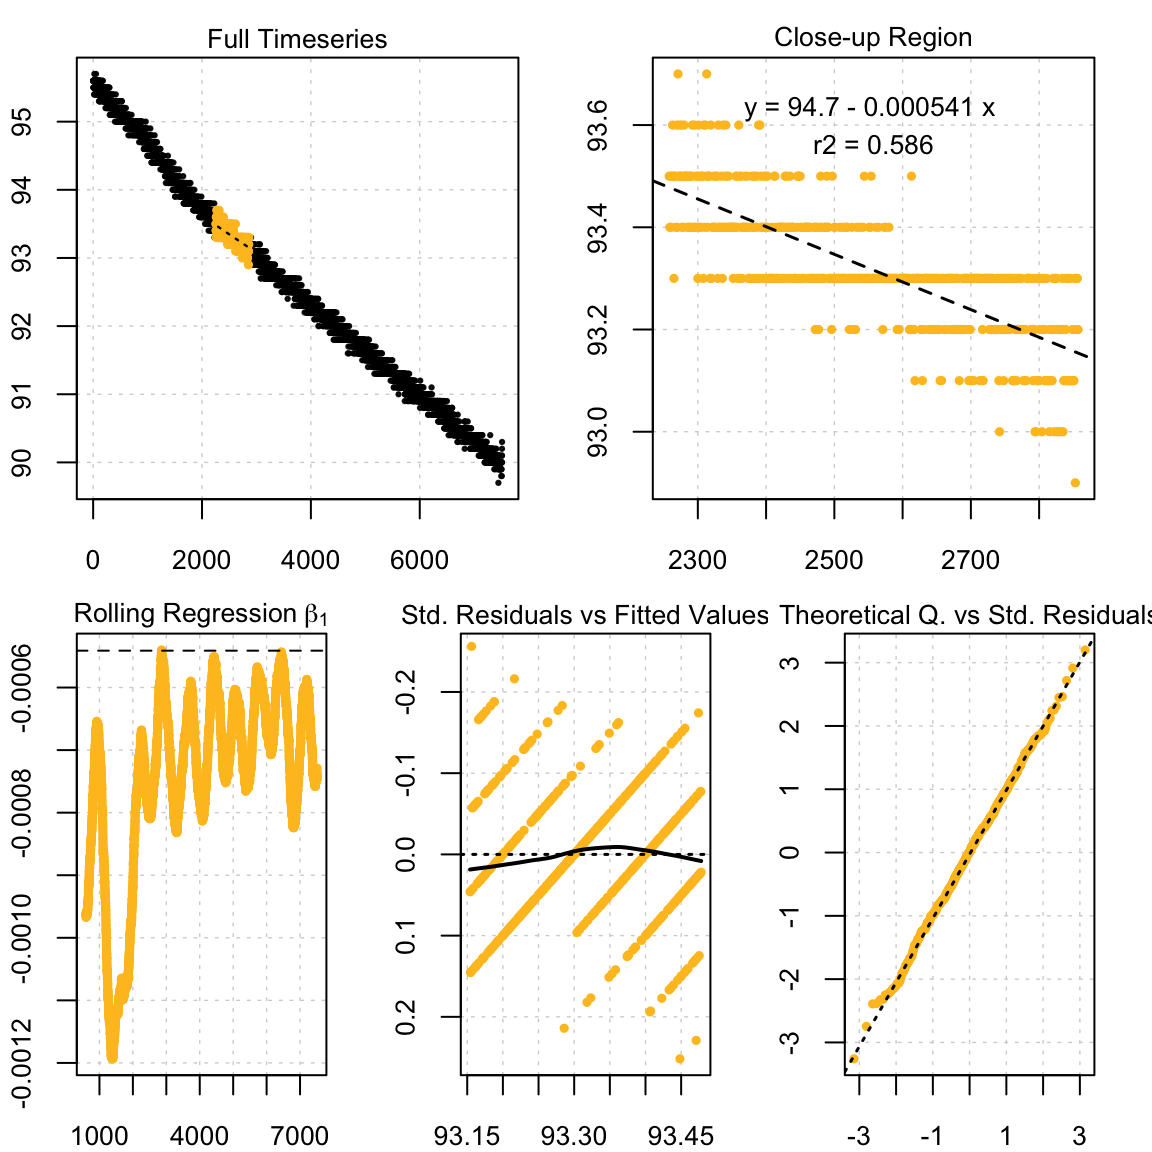 Full Timeseries
95
94
93
92
91
90
0 2000 4000 6000
Close-up Region
y = 94.7 - 0.000541 x
r2 = 0.586
93.6
93.4
93.2
93.0
2300 2500 2700
Rolling Regression β1
-0.0006
-0.0008
-0.0010
-0.0012
1000 4000 7000
Std. Residuals vs Fitted Values
-0.2
-0.1
0.0
0.1
0.2
93.15 93.30 93.45
Theoretical Q. vs Std. Residuals
3
2
1
0
-1
-2
-3
-3 -1 1 3